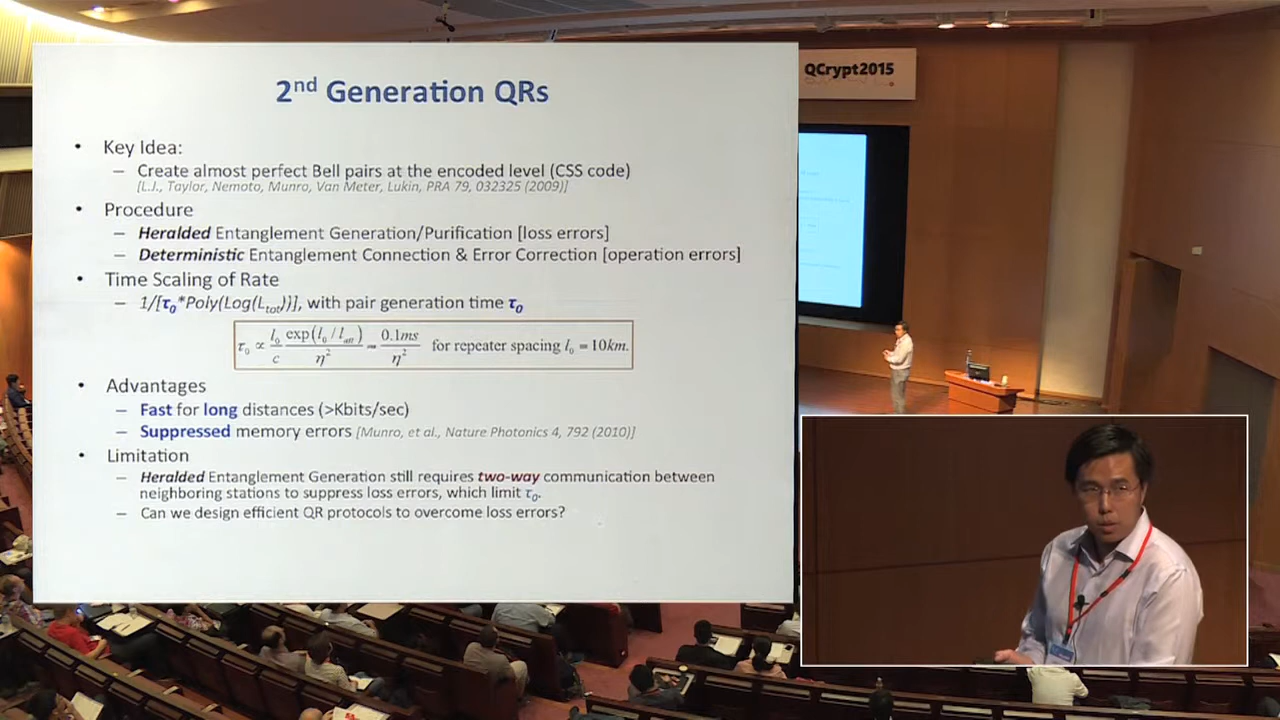 2nd Generation QRs
• Key Idea:
– Create almost perfect Bell pairs at the encoded level (CSS code)
[L.J., Taylor, Nemoto, Munro, Van Meter, Lukin, PRA 79, 032325 (2009)]
• Procedure
– Heralded Entanglement Generation/Purification [loss errors]
– Deterministic Entanglement Connection & Error Correction [operation errors]
• Time Scaling of Rate
– 1/[τ0*Poly(Log(Ltot))], with pair generation time τ0
τ0 ∝ l0/c exp(l0 / latt)/η² ~ 0.1ms/η² for repeater spacing l0 = 10km.
• Advantages
– Fast for long distances (>Kbits/sec)
– Suppressed memory errors [Munro, et al., Nature Photonics 4, 792 (2010)]
• Limitation
– Heralded Entanglement Generation still requires two-way communication between
neighboring stations to suppress loss errors, which limit τ0.
– Can we design efficient QR protocols to overcome loss errors?
QCrypt2015